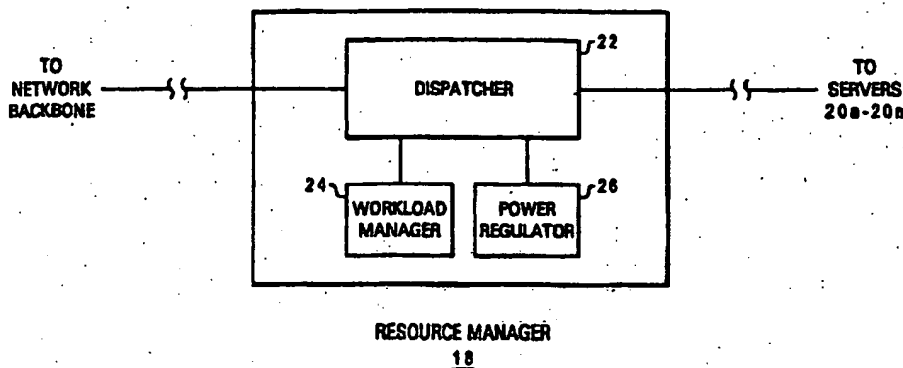 22
TO
NETWORK
BACKBONE
DISPATCHER
TO
SERVERS
20a-20n
24
WORKLOAD
MANAGER
26
POWER
REGULATOR
RESOURCE MANAGER
18